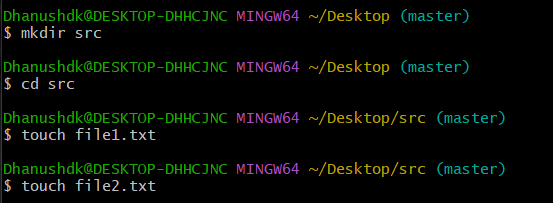 Dhanushdk@DESKTOP-DHHCJNC MINGW64 ~/Desktop (master)
$ mkdir src
Dhanushdk@DESKTOP-DHHCJNC MINGW64 ~/Desktop (master)
$ cd src
Dhanushdk@DESKTOP-DHHCJNC MINGW64 ~/Desktop/src (master)
$ touch file1.txt
Dhanushdk@DESKTOP-DHHCJNC MINGW64 ~/Desktop/src (master)
$ touch file2.txt